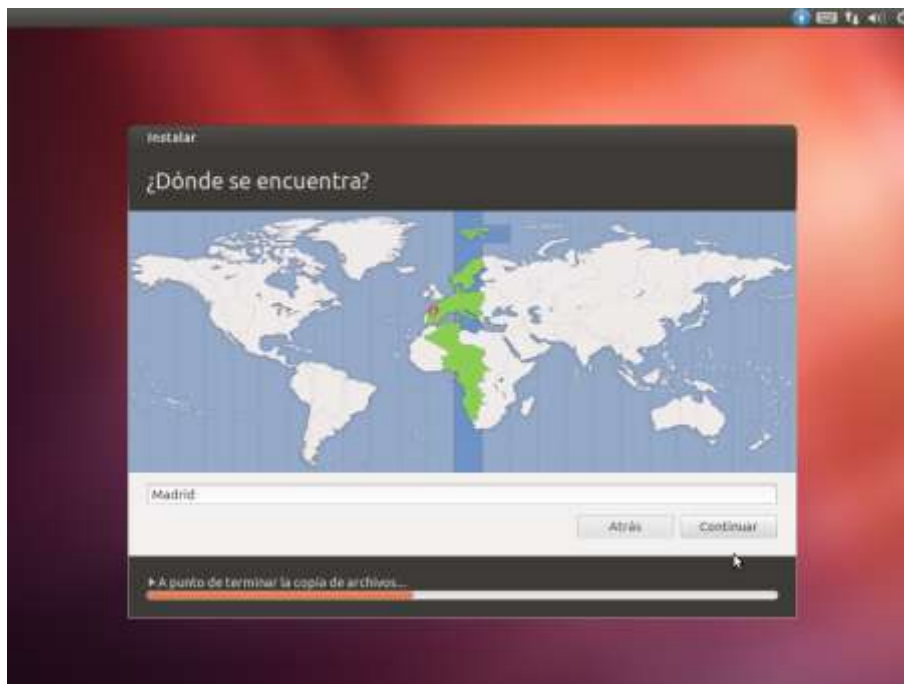 Instalar
¿Dónde se encuentra?
Madrid
Atrás
Continuar
A punto de terminar la copia de archivos...